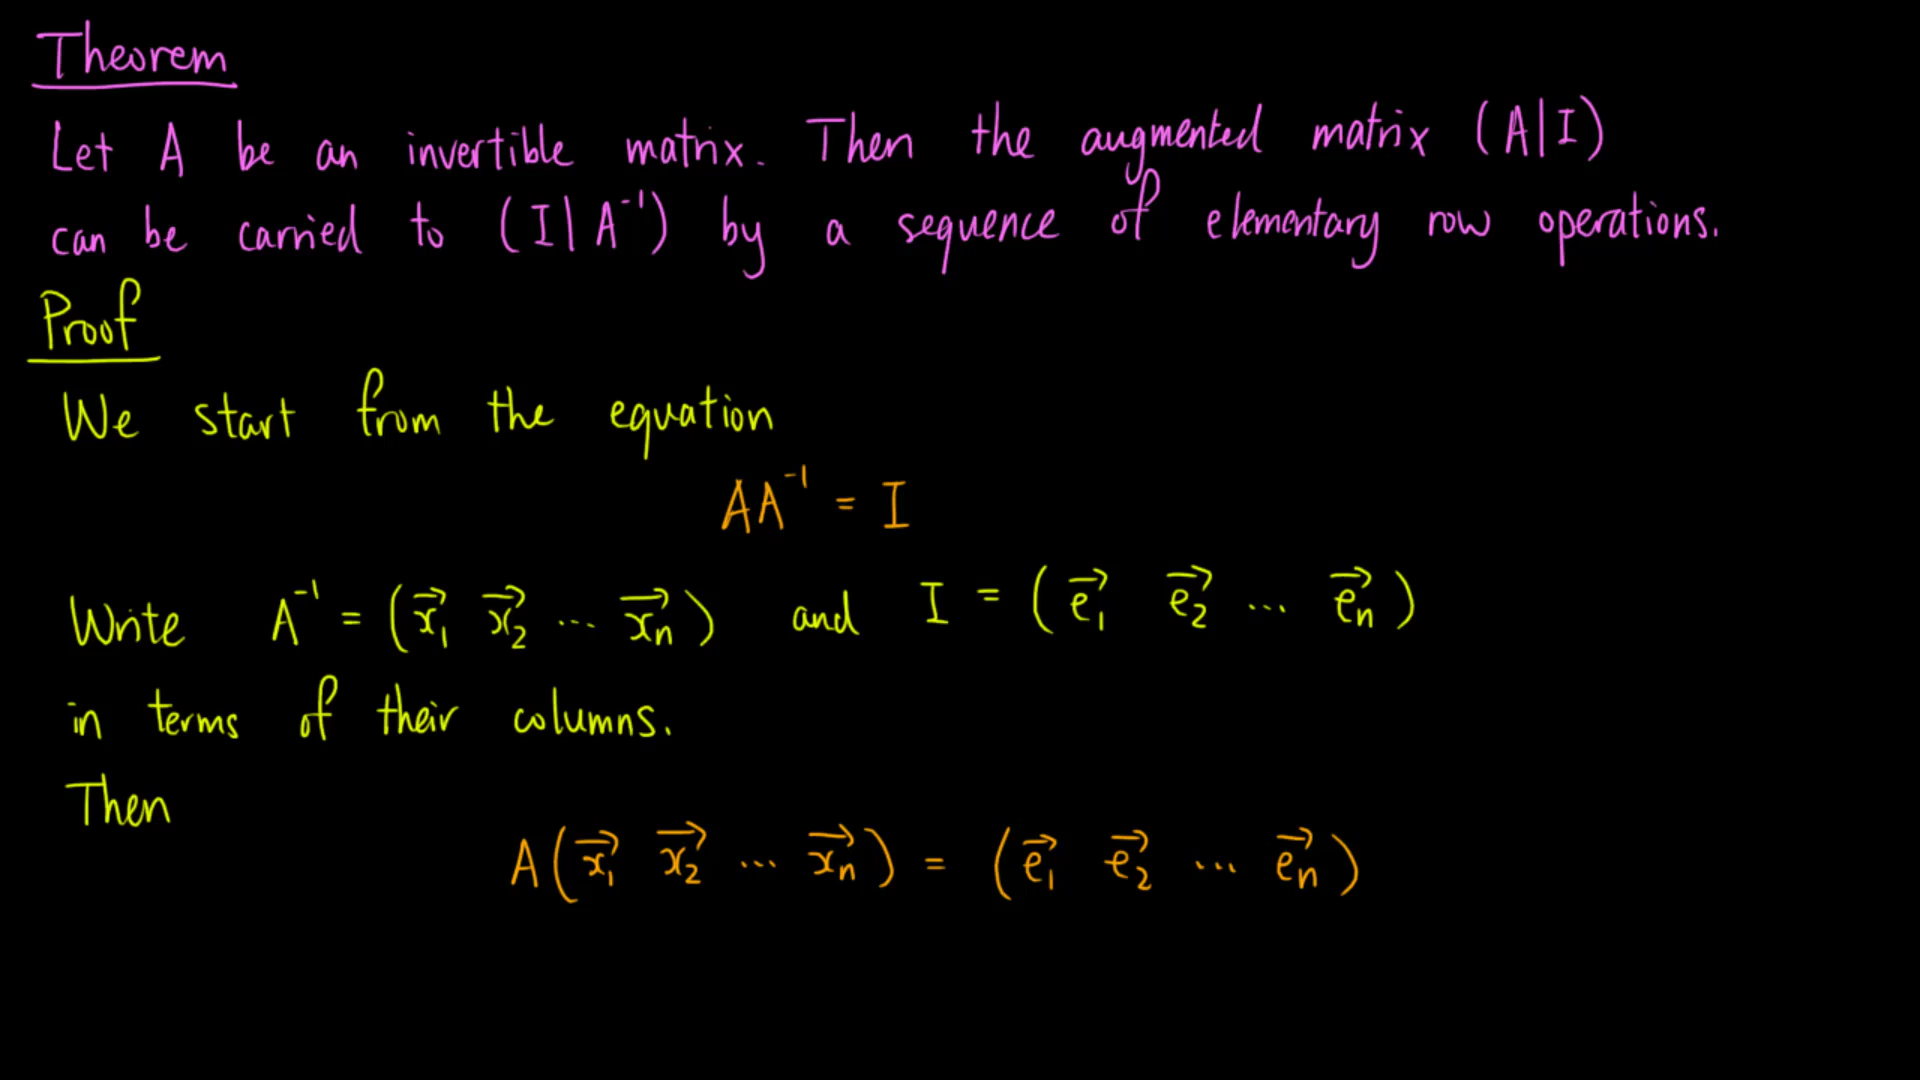 Theorem
Let A be an invertible matrix. Then the augmented matrix (A|I)
can be carried to (I|A⁻¹) by a sequence of elementary row operations.
Proof
We start from the equation
AA⁻¹ = I
Write A⁻¹ = (x⃗₁ x⃗₂ ... x⃗ₙ) and I = (e⃗₁ e⃗₂ ... e⃗ₙ)
in terms of their columns.
Then
A(x⃗₁ x⃗₂ ... x⃗ₙ) = (e⃗₁ e⃗₂ ... e⃗ₙ)